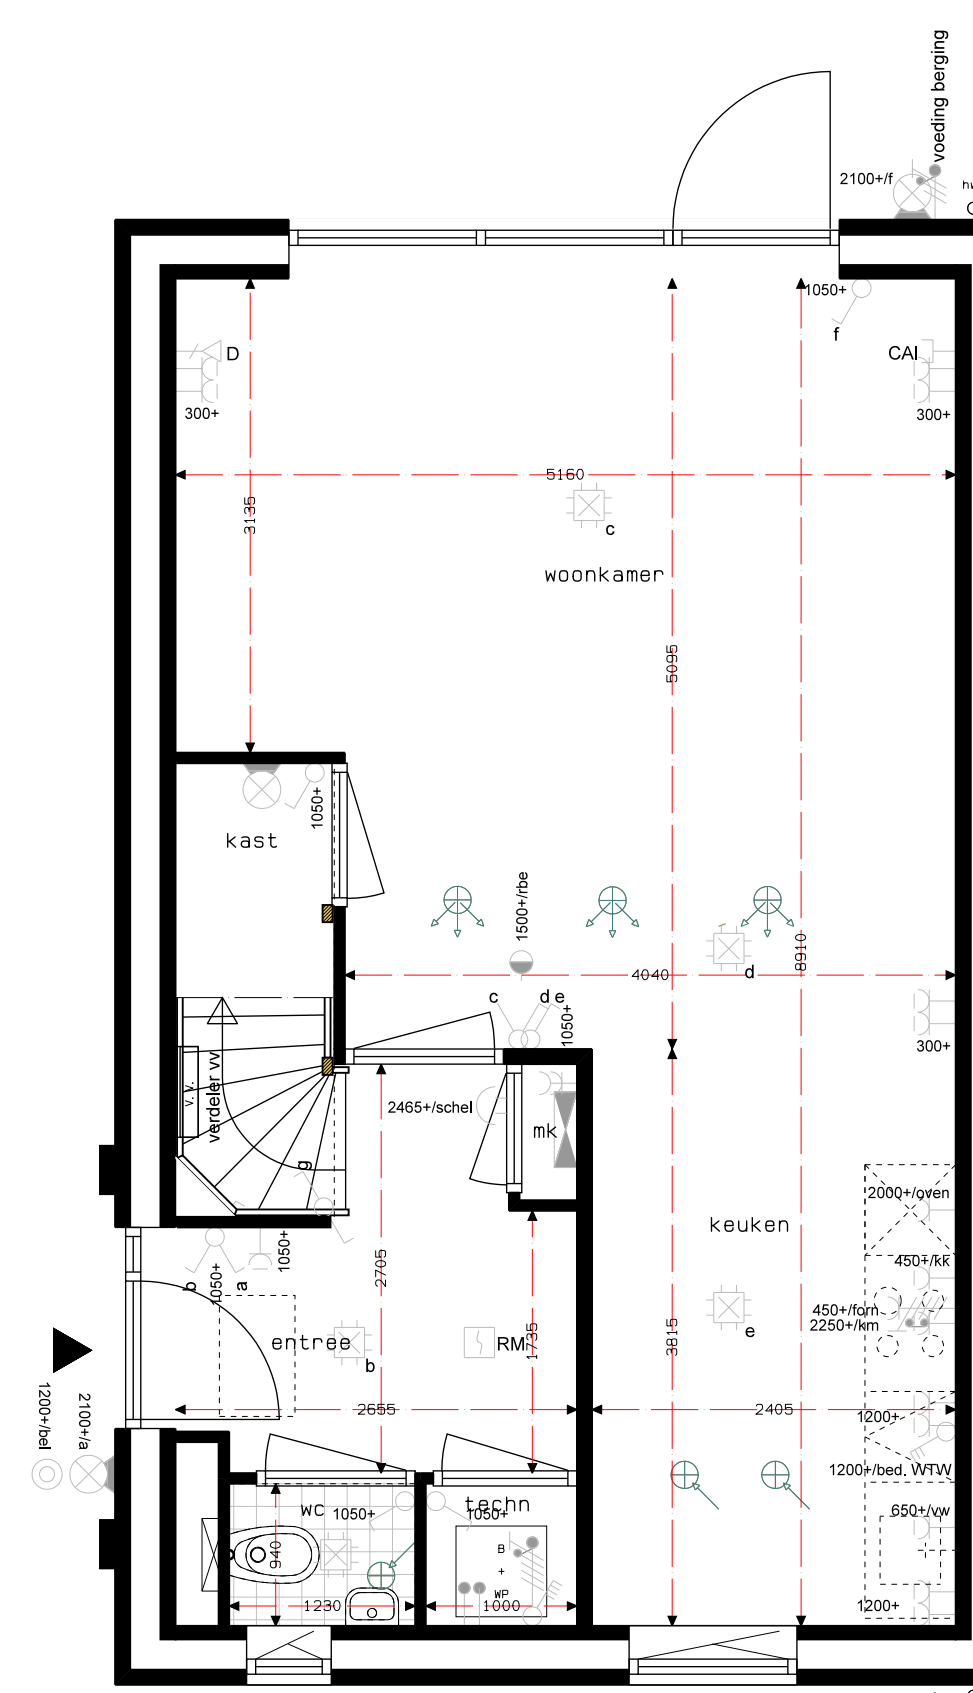 voeding berging
2100+/f
hv
1050+
f
D
CAI
300+
300+
5160
3135
c
woonkamer
5095
1050+
kast
1500+/rbe
8910
d
4040
c
d e
1050+
300+
v. v.
verdeler vv
2465+/schel
mk
g
2000+/oven
keuken
1050+
b
1050+
a
2705
450+/kk
450+/forn
2250+/km
e
entree
b
RM
1735
3815
1200+/bel
2100+/a
2655
2405
1200+
1200+/bed. WTW
WC
1050+
techn
1050+
650+/vw
940
B
+
WP
1230
1000
1200+